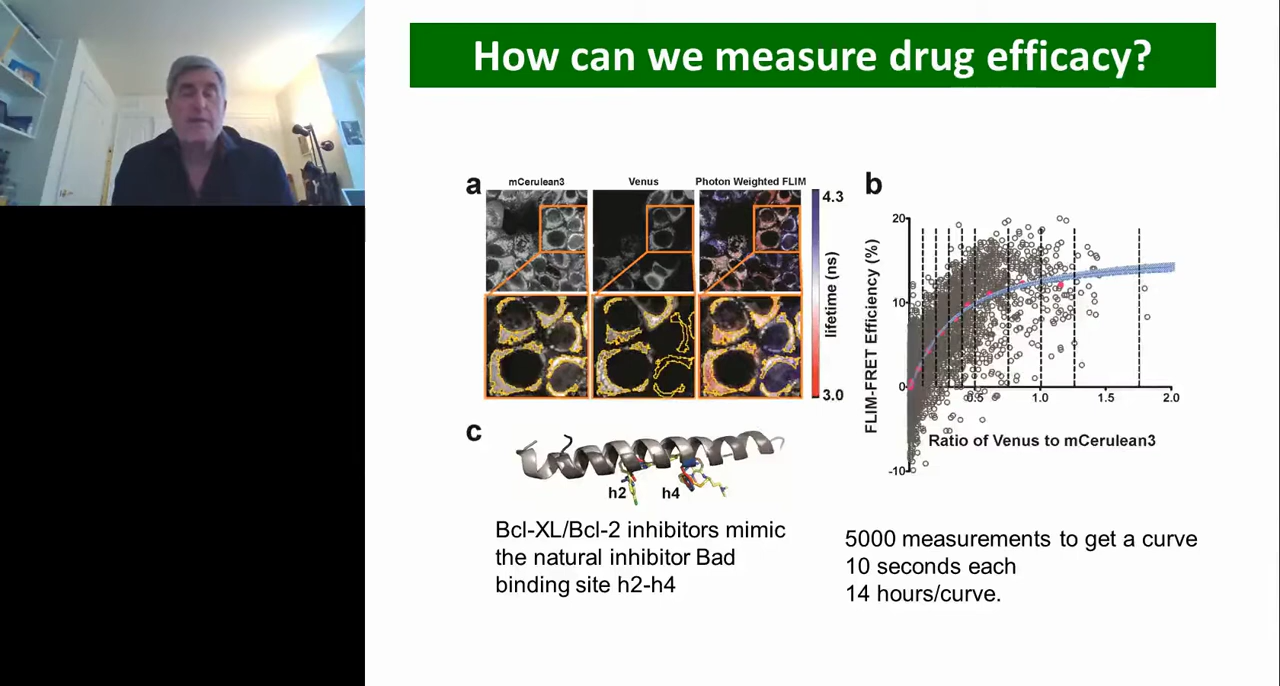 How can we measure drug efficacy?
a
mCerulean3
Venus
Photon Weighted FLIM
4.3
lifetime (ns)
3.0
b
20
10
0
-10
FLIM-FRET Efficiency (%)
0.5
1.0
1.5
2.0
Ratio of Venus to mCerulean3
c
h2
h4
Bcl-XL/Bcl-2 inhibitors mimic
the natural inhibitor Bad
binding site h2-h4
5000 measurements to get a curve
10 seconds each
14 hours/curve.